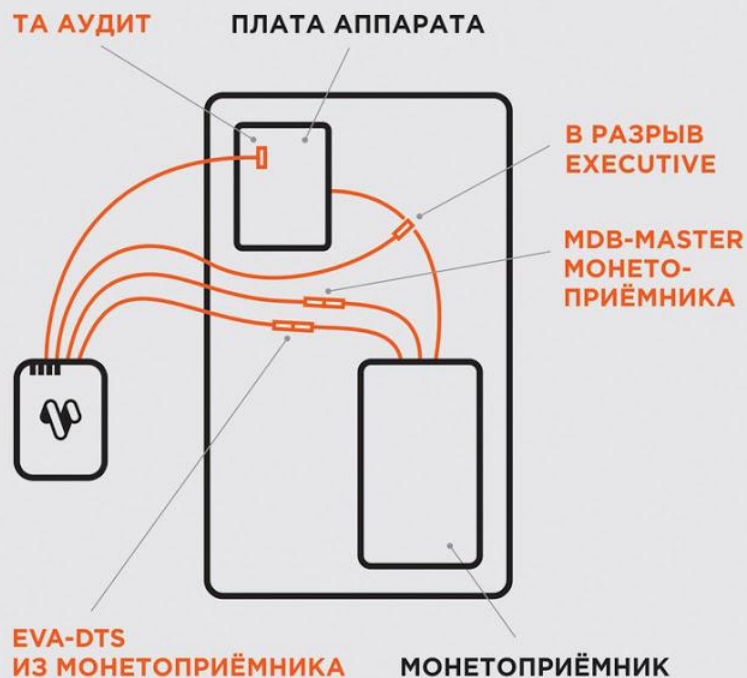 ТА АУДИТ
ПЛАТА АППАРАТА
В РАЗРЫВ
EXECUTIVE
MDB-MASTER
МОНЕТО-
ПРИЁМНИКА
EVA-DTS
ИЗ МОНЕТОПРИЁМНИКА
МОНЕТОПРИЁМНИК